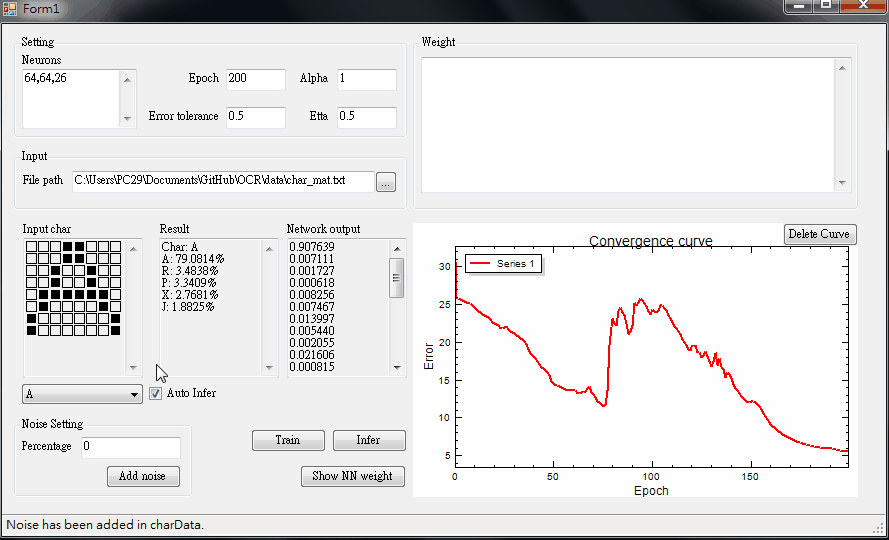 Form1
Setting
Neurons
64,64,26
Epoch 200 Alpha 1
Error tolerance 0.5 Etta 0.5
Weight
Input
File path C:\Users\PC29\Documents\GitHub\OCR\data\char_mat.txt ...
Input char
Result
Char: A
A: 79.0814%
R: 3.4838%
P: 3.3409%
X: 2.7681%
J: 1.8825%
Network output
0.907639
0.007111
0.001727
0.000618
0.008256
0.007467
0.013997
0.005440
0.002055
0.021606
0.000815
A
Auto Infer
Noise Setting
Percentage 0
Add noise
Train Infer
Show NN weight
Delete Curve
Convergence curve
Series 1
Error
30
25
20
15
10
5
0 50 100 150
Epoch
Noise has been added in charData.